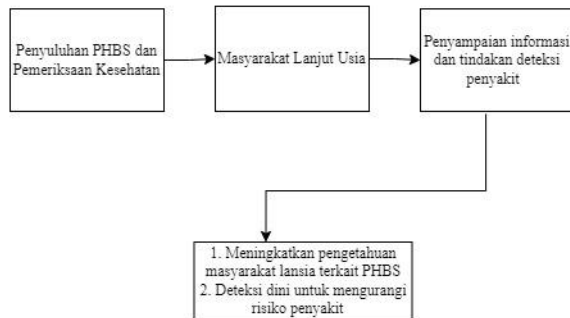 Penyuluhan PHBS dan
Pemeriksaan Kesehatan
Masyarakat Lanjut Usia
Penyampaian informasi
dan tindakan deteksi
penyakit
1. Meningkatkan pengetahuan
masyarakat lansia terkait PHBS
2. Deteksi dini untuk mengurangi
risiko penyakit